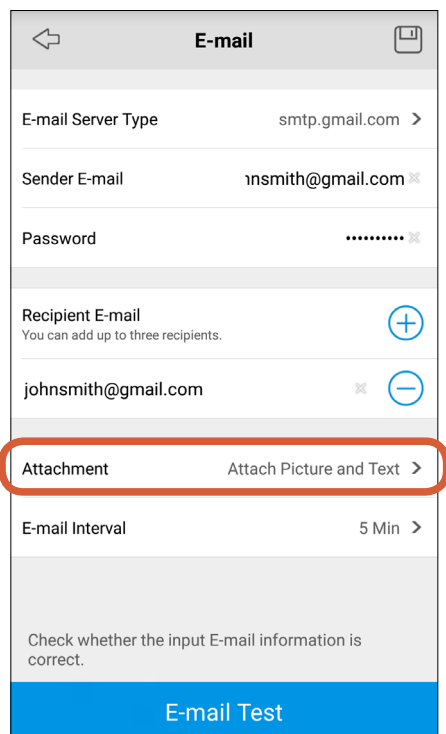 E-mail
E-mail Server Type smtp.gmail.com
Sender E-mail hnsmith@gmail.com
Password ••••••••••
Recipient E-mail
You can add up to three recipients.
johnsmith@gmail.com
Attachment Attach Picture and Text
E-mail Interval 5 Min
Check whether the input E-mail information is
correct.
E-mail Test